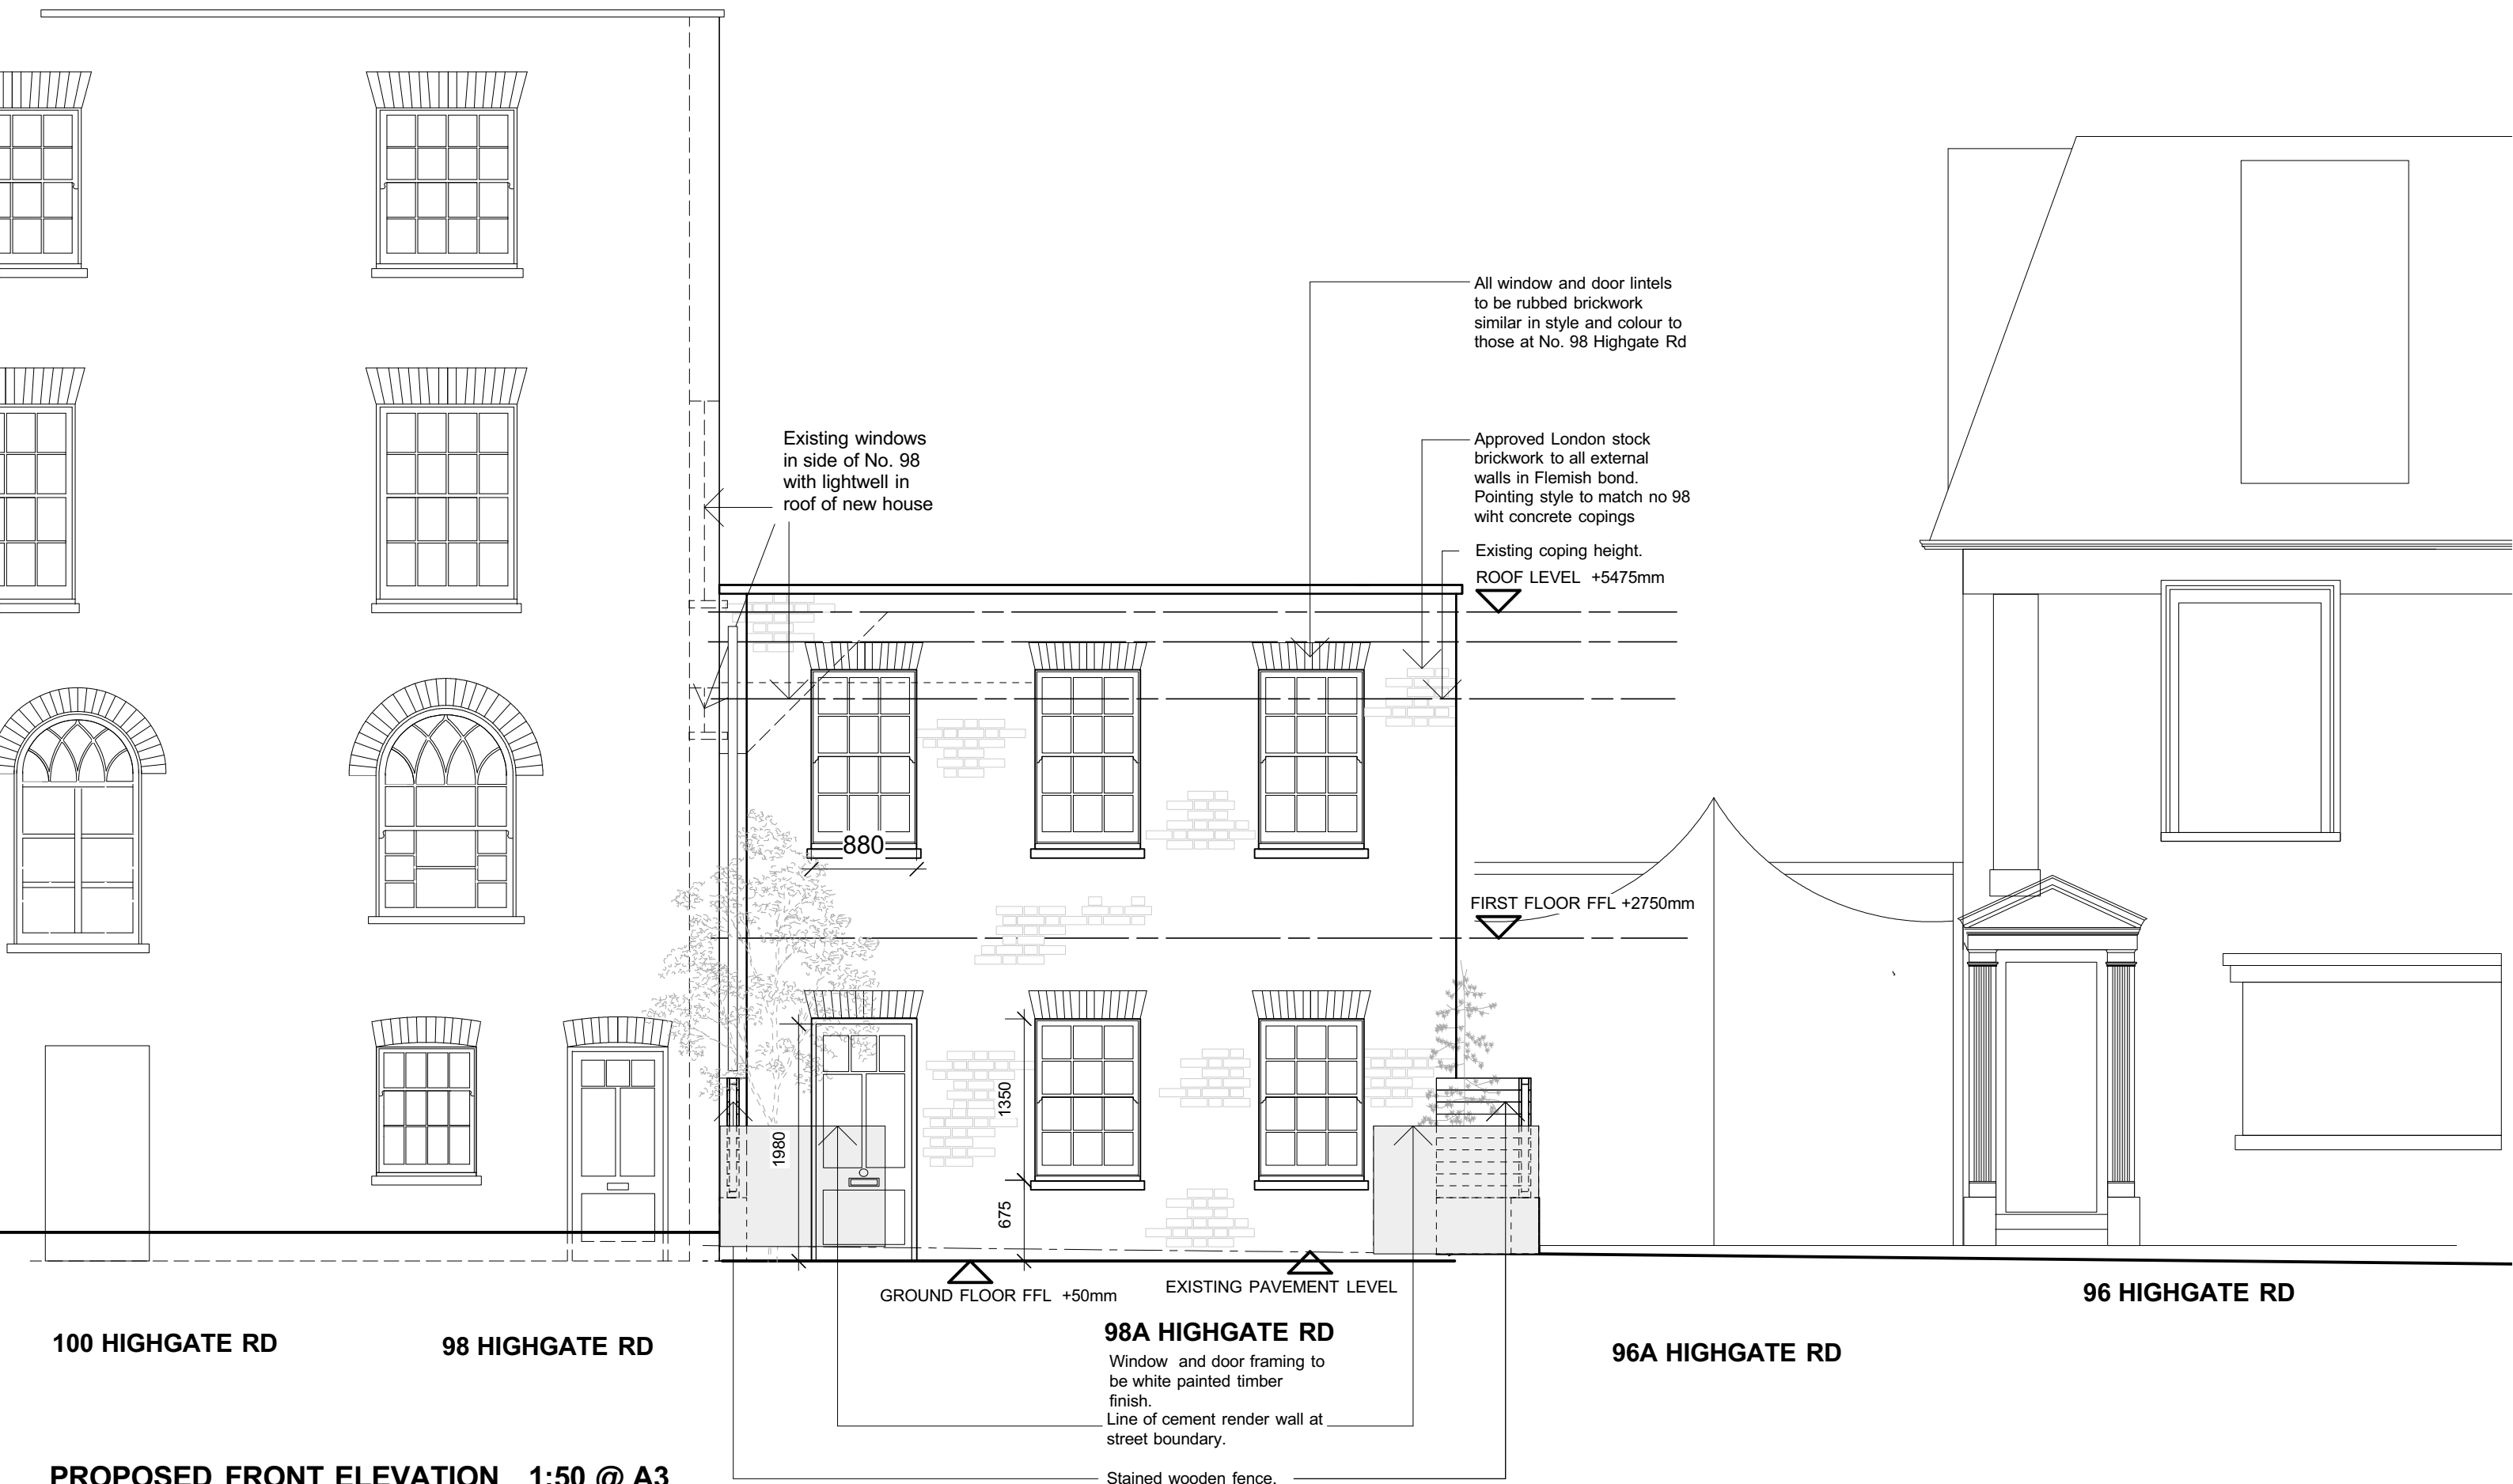 All window and door lintels
to be rubbed brickwork
similar in style and colour to
those at No. 98 Highgate Rd
Existing windows
in side of No. 98
with lightwell in
roof of new house
Approved London stock
brickwork to all external
walls in Flemish bond.
Pointing style to match no 98
wiht concrete copings
Existing coping height.
ROOF LEVEL +5475mm
880
FIRST FLOOR FFL +2750mm
1350
1980
675
GROUND FLOOR FFL +50mm
EXISTING PAVEMENT LEVEL
96 HIGHGATE RD
98A HIGHGATE RD
100 HIGHGATE RD
98 HIGHGATE RD
96A HIGHGATE RD
Window and door framing to
be white painted timber
finish.
Line of cement render wall at
street boundary.
PROPOSED FRONT ELEVATION 1:50 @ A3
Stained wooden fence.